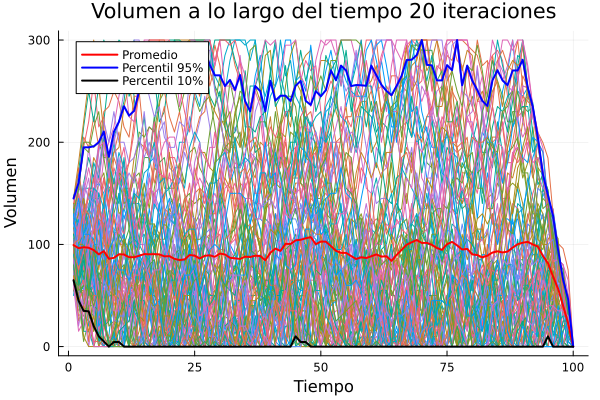 Volumen a lo largo del tiempo 20 iteraciones
Promedio
Percentil 95%
Percentil 10%
Volumen
300
200
100
0
0
25
50
75
100
Tiempo